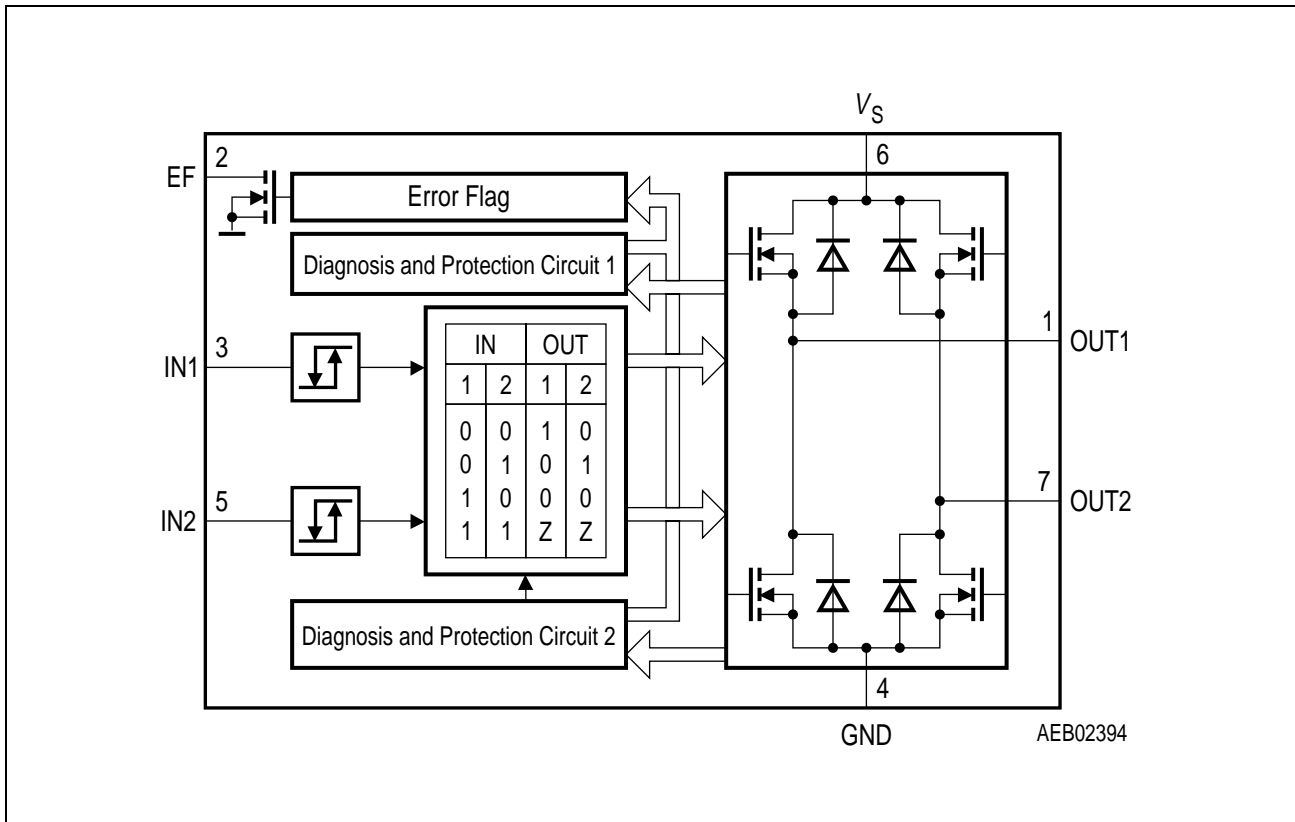 V_S
6
2
EF
Error Flag
Diagnosis and Protection Circuit 1
3
IN1
5
IN2
IN OUT
1 2 1 2
0 0 1 0
0 1 0 1
1 0 0 0
1 1 Z Z
Diagnosis and Protection Circuit 2
1
OUT1
7
OUT2
4
GND
AEB02394